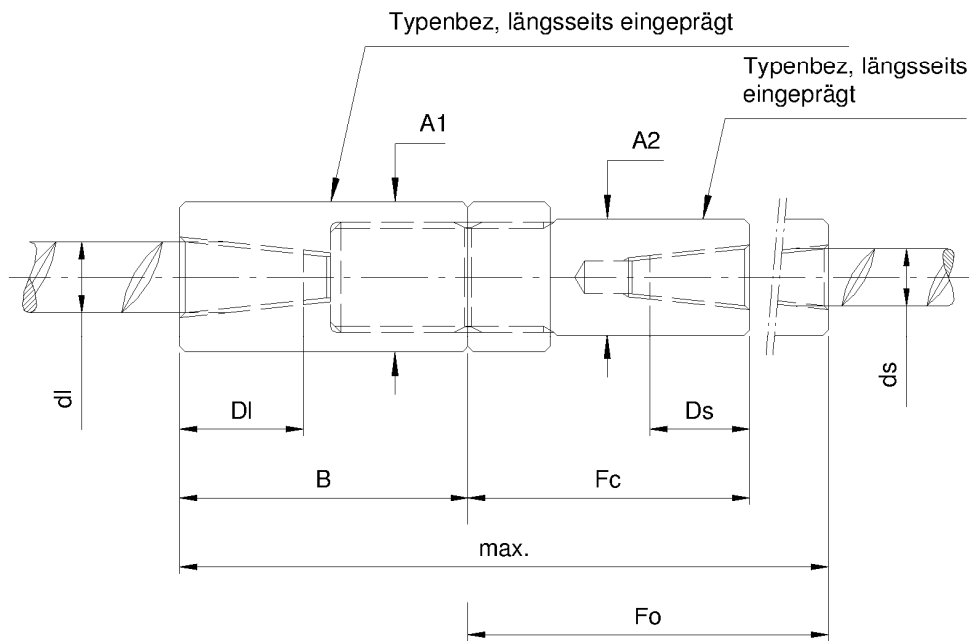 Typenbez, längsseits eingeprägt
Typenbez, längsseits
eingeprägt
A1
A2
dl
ds
Dl
Ds
B
Fc
max.
Fo